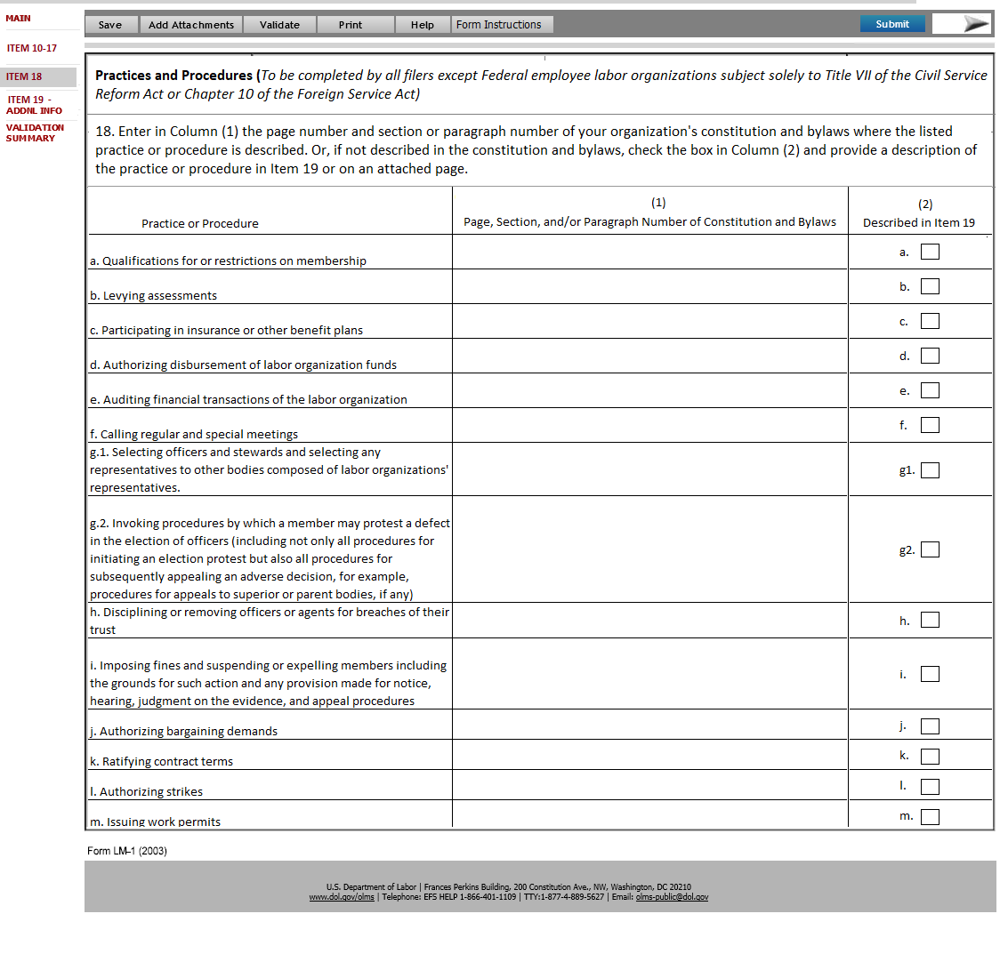 MAIN
ITEM 10-17
ITEM 18
ITEM 19 -
ADDNL INFO
VALIDATION
SUMMARY
Save Add Attachments Validate Print Help Form Instructions Submit
Practices and Procedures (To be completed by all filers except Federal employee labor organizations subject solely to Title VII of the Civil Service
Reform Act or Chapter 10 of the Foreign Service Act)
18. Enter in Column (1) the page number and section or paragraph number of your organization's constitution and bylaws where the listed
practice or procedure is described. Or, if not described in the constitution and bylaws, check the box in Column (2) and provide a description of
the practice or procedure in Item 19 or on an attached page.
(1) (2)
Practice or Procedure Page, Section, and/or Paragraph Number of Constitution and Bylaws Described in Item 19
a. Qualifications for or restrictions on membership a.
b. Levying assessments b.
c. Participating in insurance or other benefit plans c.
d. Authorizing disbursement of labor organization funds d.
e. Auditing financial transactions of the labor organization e.
f. Calling regular and special meetings f.
g.1. Selecting officers and stewards and selecting any
representatives to other bodies composed of labor organizations' g1.
representatives.
g.2. Invoking procedures by which a member may protest a defect
in the election of officers (including not only all procedures for
initiating an election protest but also all procedures for g2.
subsequently appealing an adverse decision, for example,
procedures for appeals to superior or parent bodies, if any)
h. Disciplining or removing officers or agents for breaches of their h.
trust
i. Imposing fines and suspending or expelling members including
the grounds for such action and any provision made for notice, i.
hearing, judgment on the evidence, and appeal procedures
j. Authorizing bargaining demands j.
k. Ratifying contract terms k.
l. Authorizing strikes l.
m. Issuing work permits m.
Form LM-1 (2003)
U.S. Department of Labor | Frances Perkins Building, 200 Constitution Ave., NW, Washington, DC 20210
www.dol.gov/olms | Telephone: EFS HELP 1-866-401-1109 | TTY:1-877-4-889-5627 | Email: olms-public@dol.gov